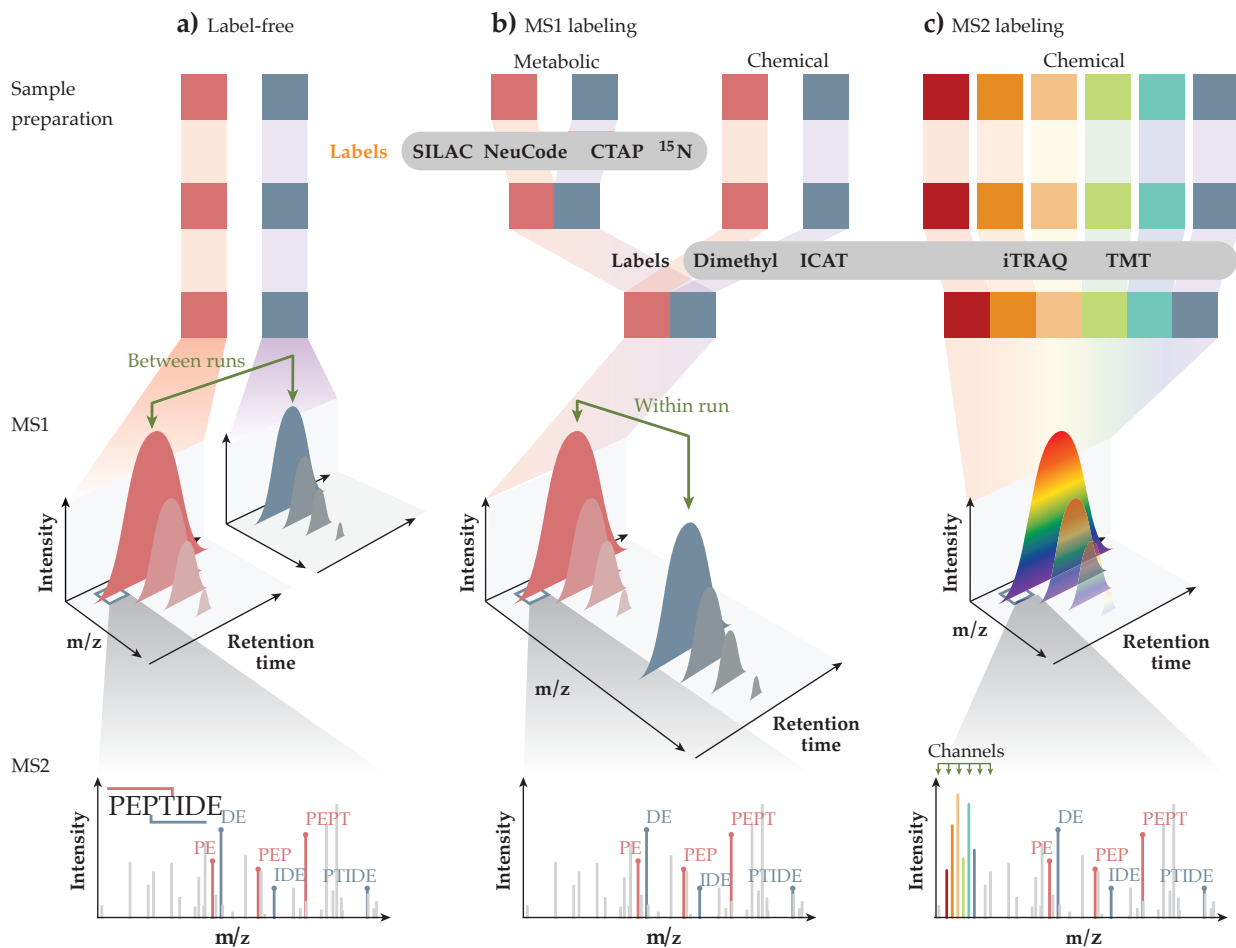 a) Label-free
b) MS1 labeling
c) MS2 labeling
Metabolic
Chemical
Chemical
Sample
preparation
Labels
SILAC NeuCode CTAP ¹⁵N
Labels
Dimethyl ICAT iTRAQ TMT
Between runs
Within run
MS1
Intensity
m/z
Retention
time
Intensity
m/z
Retention
time
Intensity
m/z
Retention
time
MS2
Intensity
PEPTIDE
PE
DE
PEP
IDE
PEPT
PTIDE
m/z
Intensity
PE
DE
PEP
IDE
PEPT
PTIDE
m/z
Channels
Intensity
PE
DE
PEP
IDE
PEPT
PTIDE
m/z